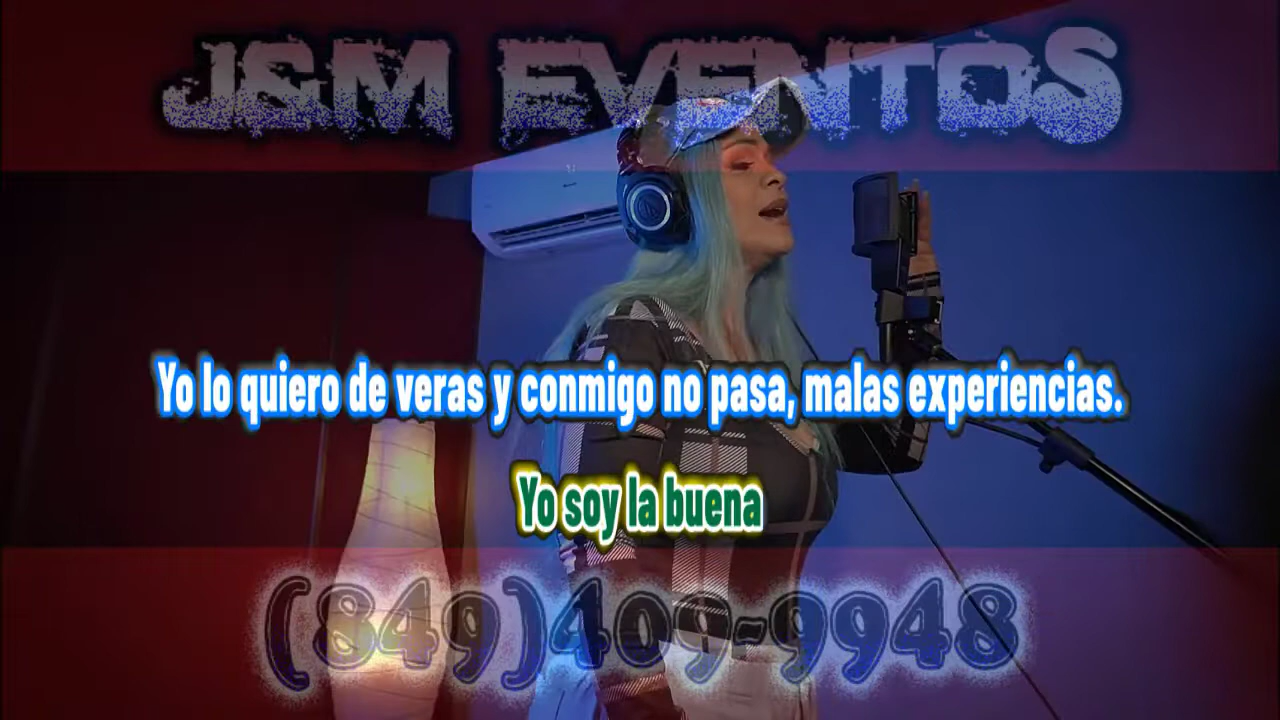 J&M EVENTOS
Yo lo quiero de veras y conmigo no pasa, malas experiencias.
Yo soy la buena
(849)409-9948